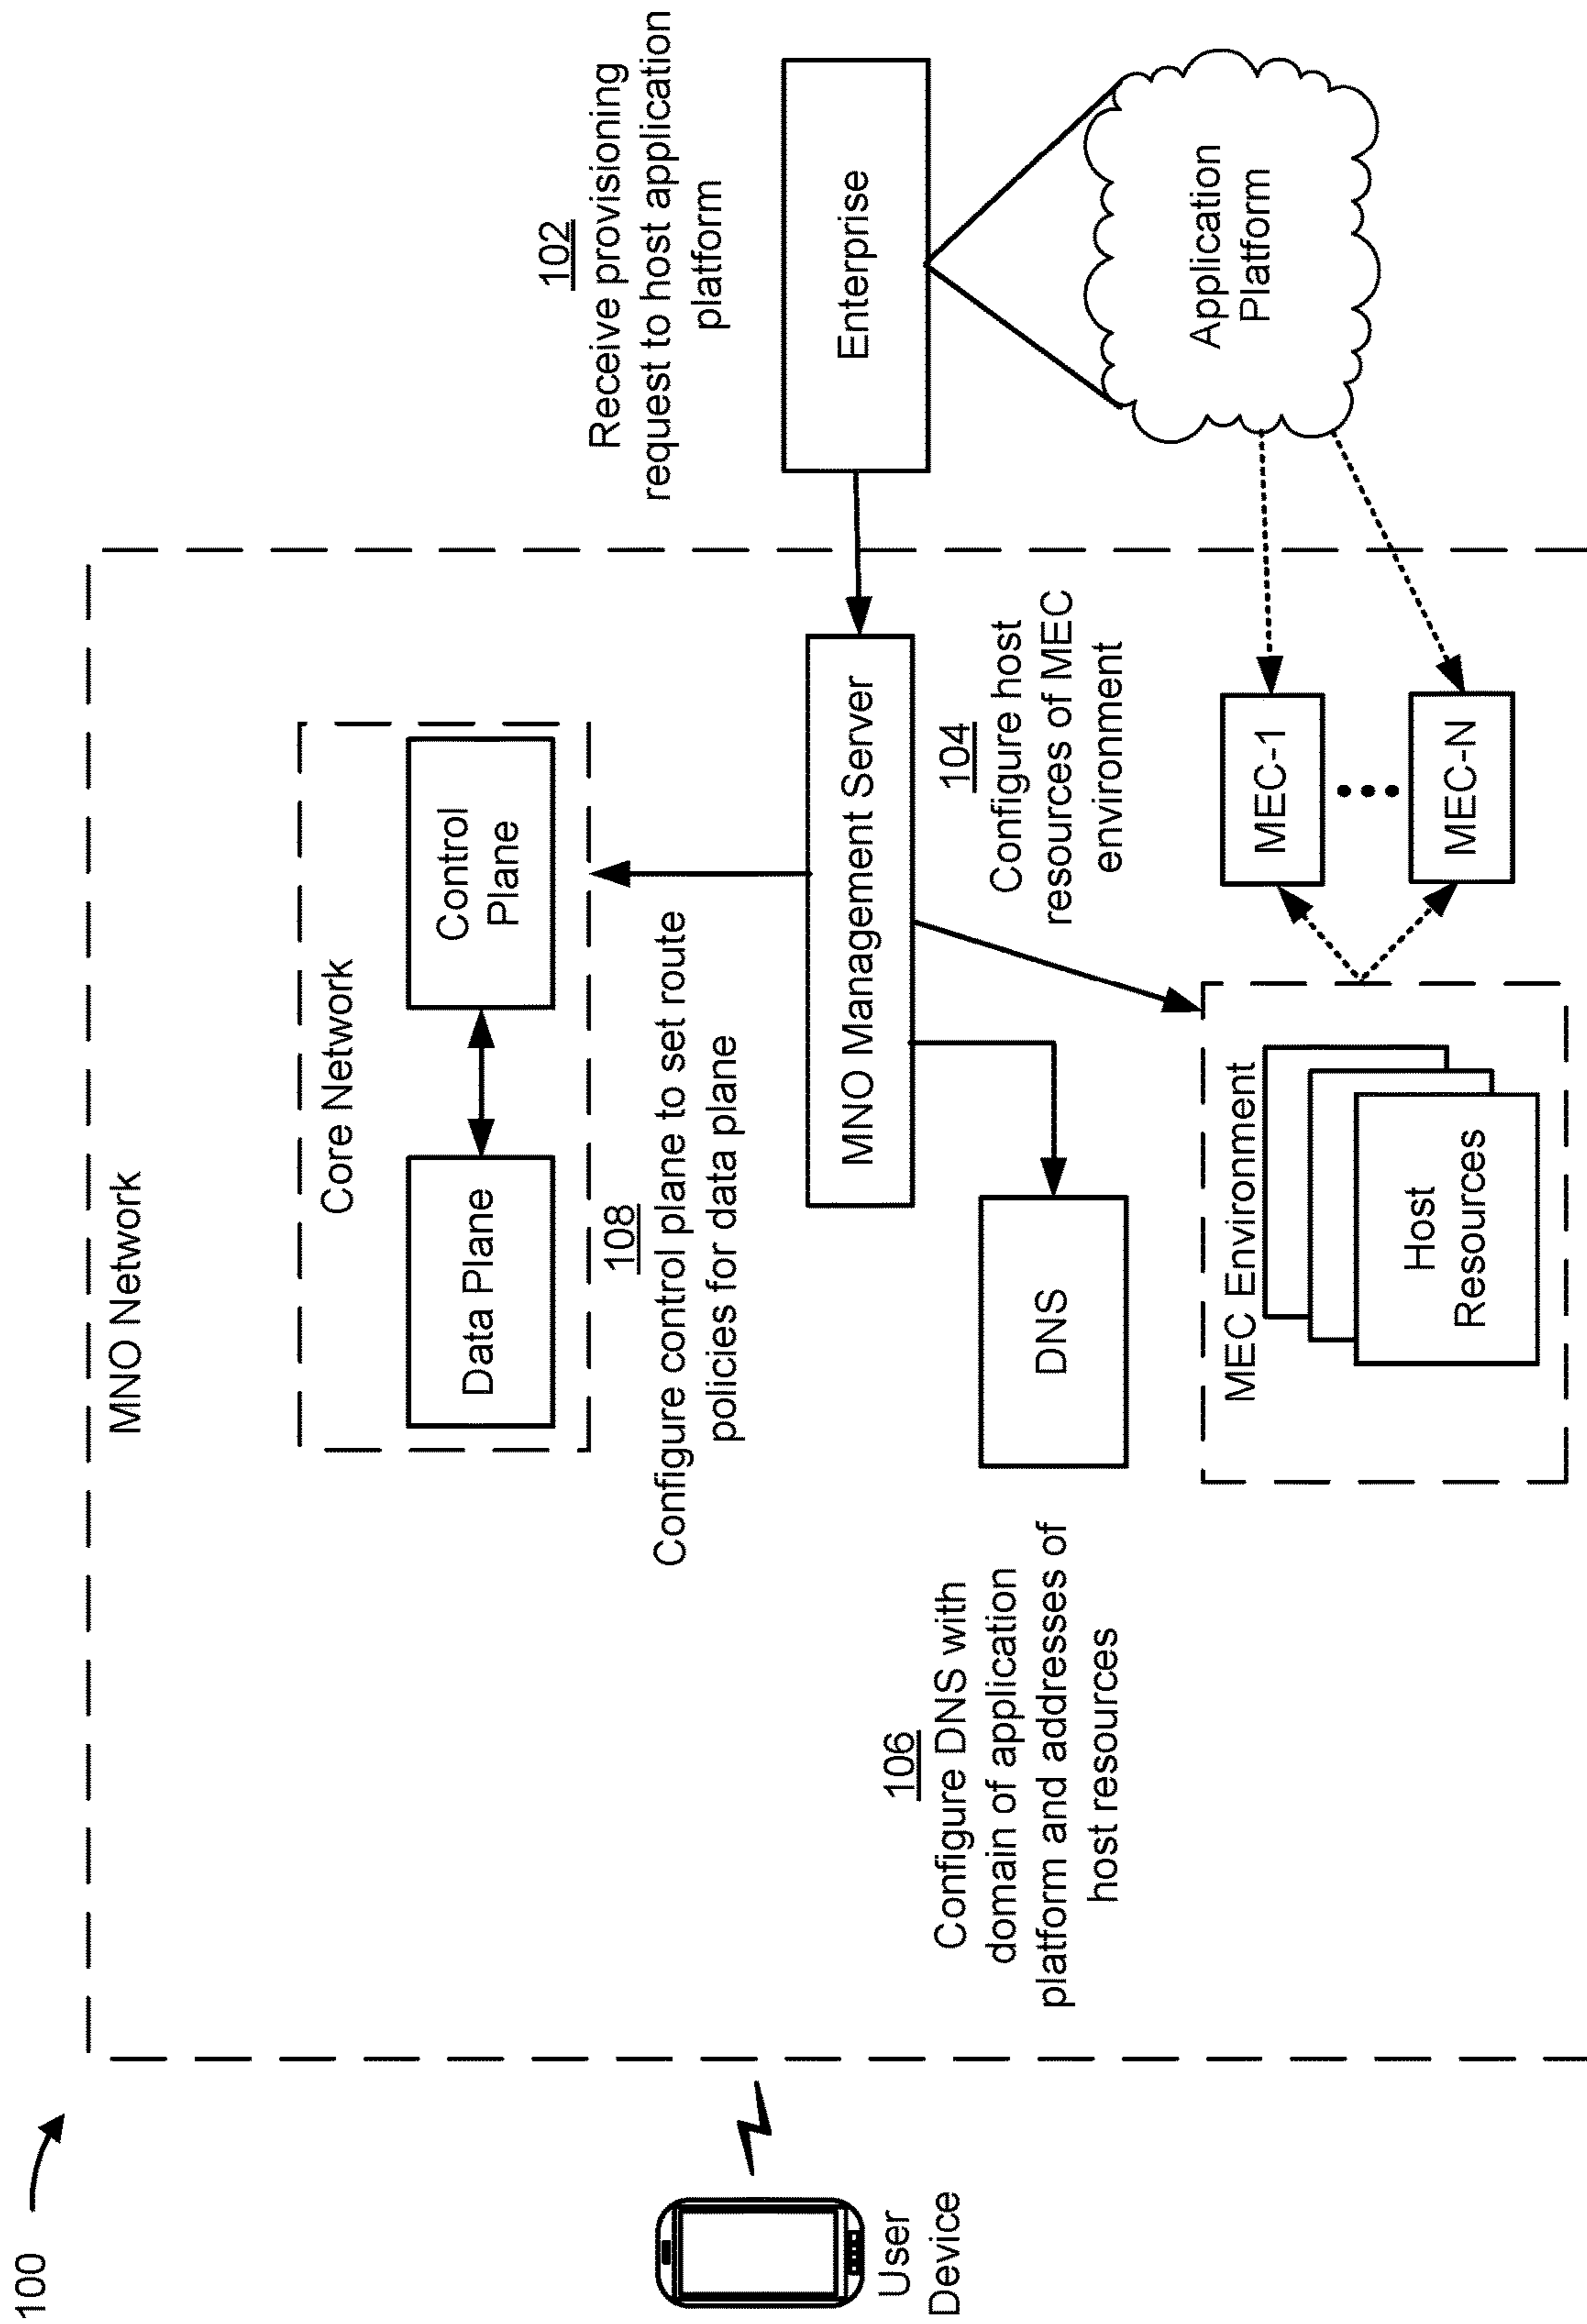 100
MNO Network
Core Network
Data Plane
Control
Plane
108
Configure control plane to set route
policies for data plane
102
Receive provisioning
request to host application
platform
Enterprise
MNO Management Server
User
Device
106
Configure DNS with
domain of application
platform and addresses of
host resources
DNS
104
Configure host
resources of MEC
environment
Application
Platform
MEC Environment
Host
Resources
MEC-1
MEC-N